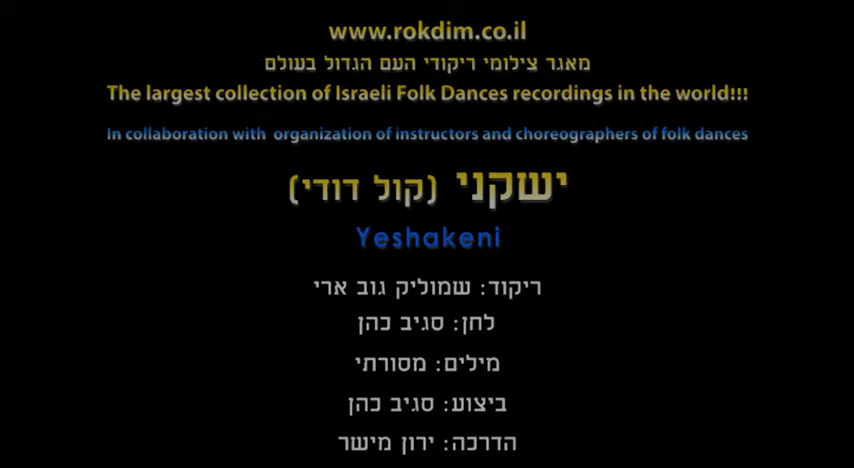 www.rokdim.co.il
מאגר צילומי ריקודי העם הגדול בעולם
The largest collection of Israeli Folk Dances recordings in the world!!!
In collaboration with organization of instructors and choreographers of folk dances
ישקני (קול דודי)
Yeshakeni
ריקוד: שמוליק גוב ארי
לחן: סגיב כהן
מילים: מסורתי
ביצוע: סגיב כהן
הדרכה: ירון מישר